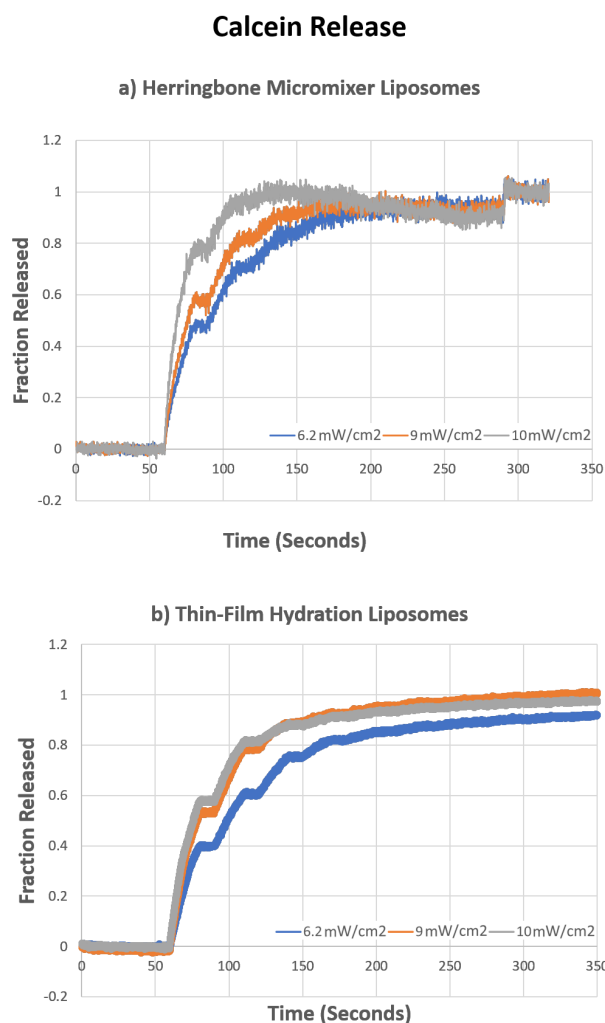 Calcein Release
a) Herringbone Micromixer Liposomes
1.2
1
0.8
0.6
0.4
0.2
0
-0.2
0 50 100 150 200 250 300 350
Fraction Released
6.2 mW/cm2 9 mW/cm2 10 mW/cm2
Time (Seconds)
b) Thin-Film Hydration Liposomes
1.2
1
0.8
0.6
0.4
0.2
0
-0.2
0 50 100 150 200 250 300 350
Fraction Released
6.2 mW/cm2 9 mW/cm2 10 mW/cm2
Time (Seconds)